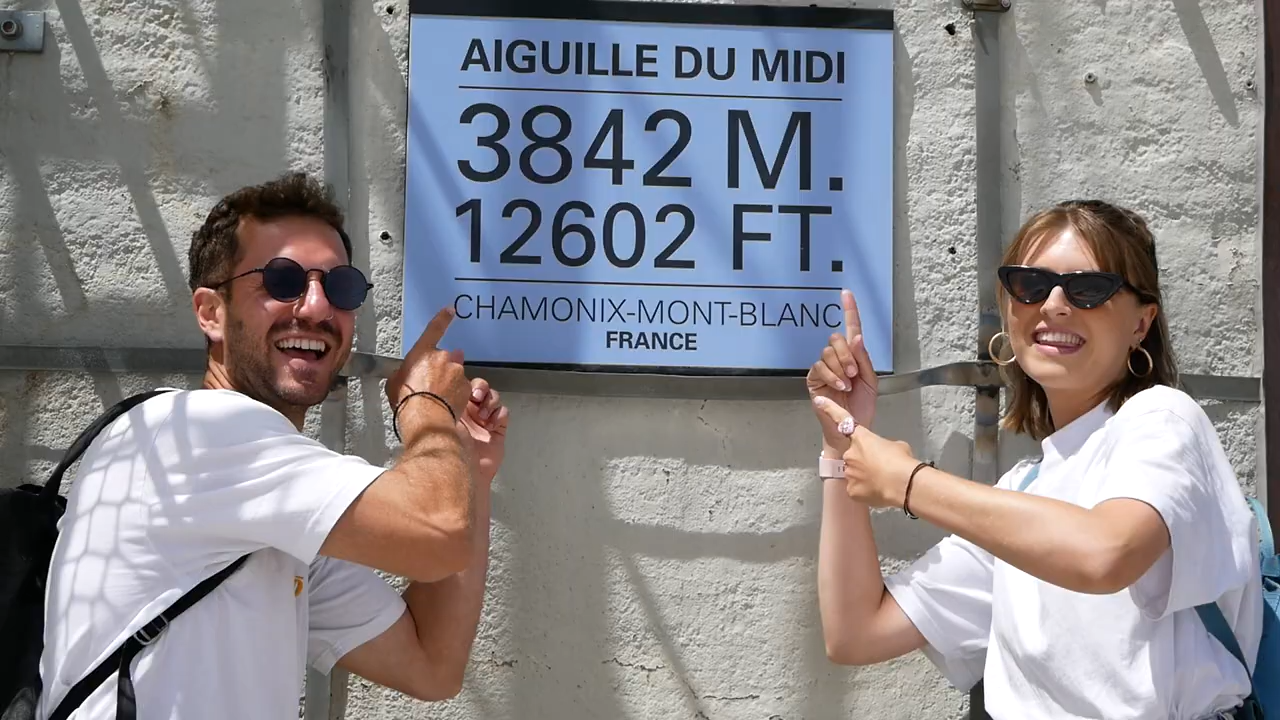 AIGUILLE DU MIDI
3842 M.
12602 FT.
CHAMONIX-MONT-BLANC
FRANCE